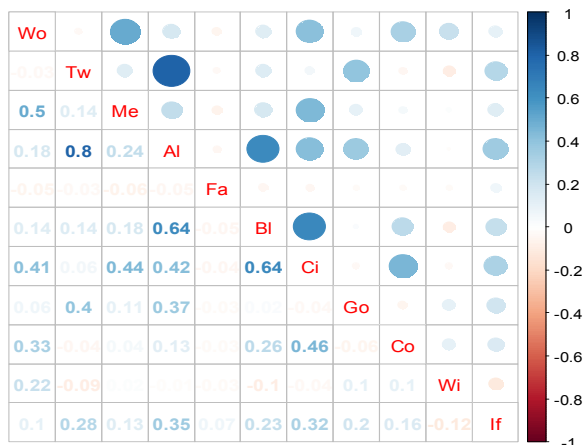 Wo
-0.03 Tw
0.5 0.14 Me
0.18 0.8 0.24 Al
-0.05 -0.03 -0.06 -0.05 Fa
0.14 0.14 0.18 0.64 -0.05 Bl
0.41 0.06 0.44 0.42 -0.04 0.64 Ci
0.06 0.4 0.11 0.37 0.02 -0.04 Go
0.33 -0.04 0.04 0.13 0.26 0.46 -0.06 Co
0.22 -0.09 -0.1 -0.04 0.1 0.1 Wi
0.1 0.28 0.13 0.35 0.07 0.23 0.32 0.2 0.16 -0.12 If
1
0.8
0.6
0.4
0.2
0
-0.2
-0.4
-0.6
-0.8
-1